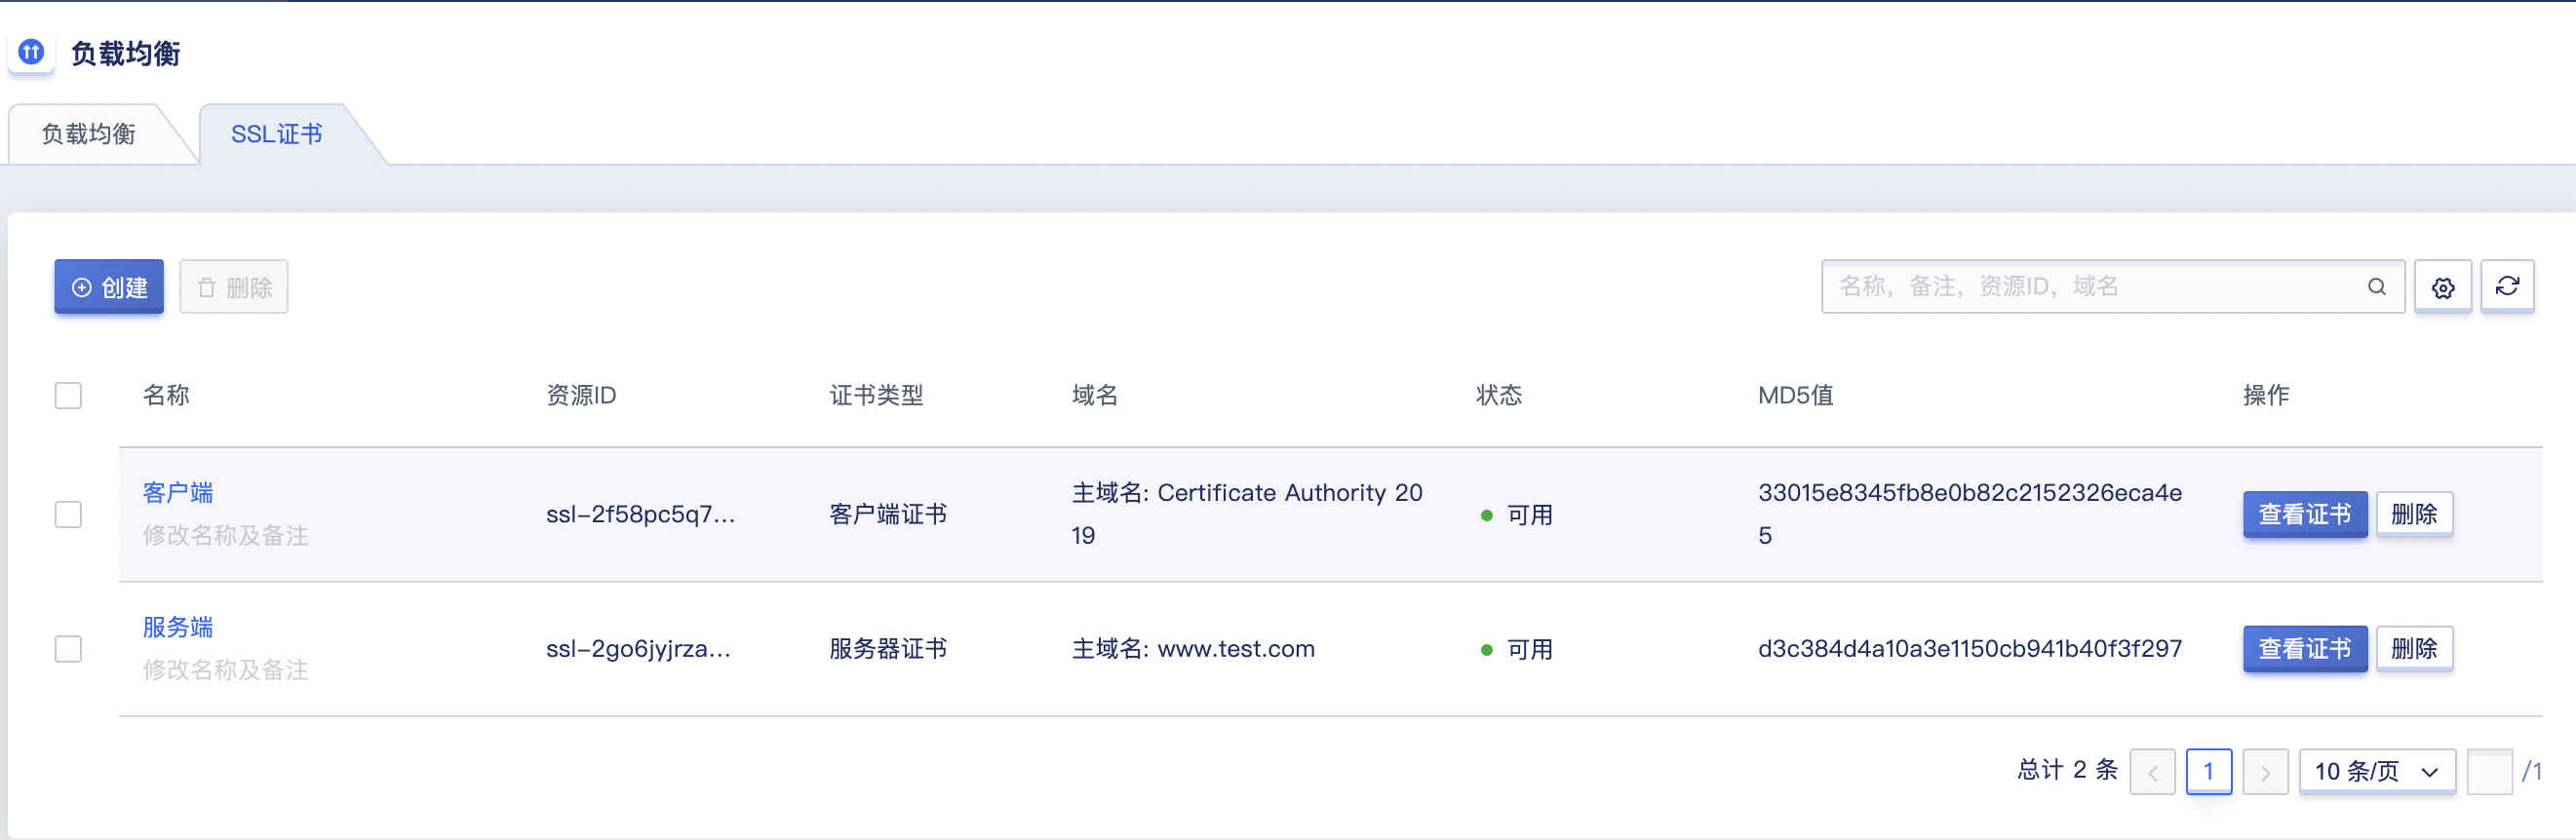 负载均衡
负载均衡
SSL证书
创建
删除
名称，备注，资源ID，域名
名称
资源ID
证书类型
域名
状态
MD5值
操作
客户端
修改名称及备注
ssl-2f58pc5q7...
客户端证书
主域名: Certificate Authority 20
19
可用
33015e8345fb8e0b82c2152326eca4e
5
查看证书
删除
服务端
修改名称及备注
ssl-2go6jyjrza...
服务器证书
主域名: www.test.com
可用
d3c384d4a10a3e1150cb941b40f3f297
查看证书
删除
总计 2 条
1
10 条/页
/1